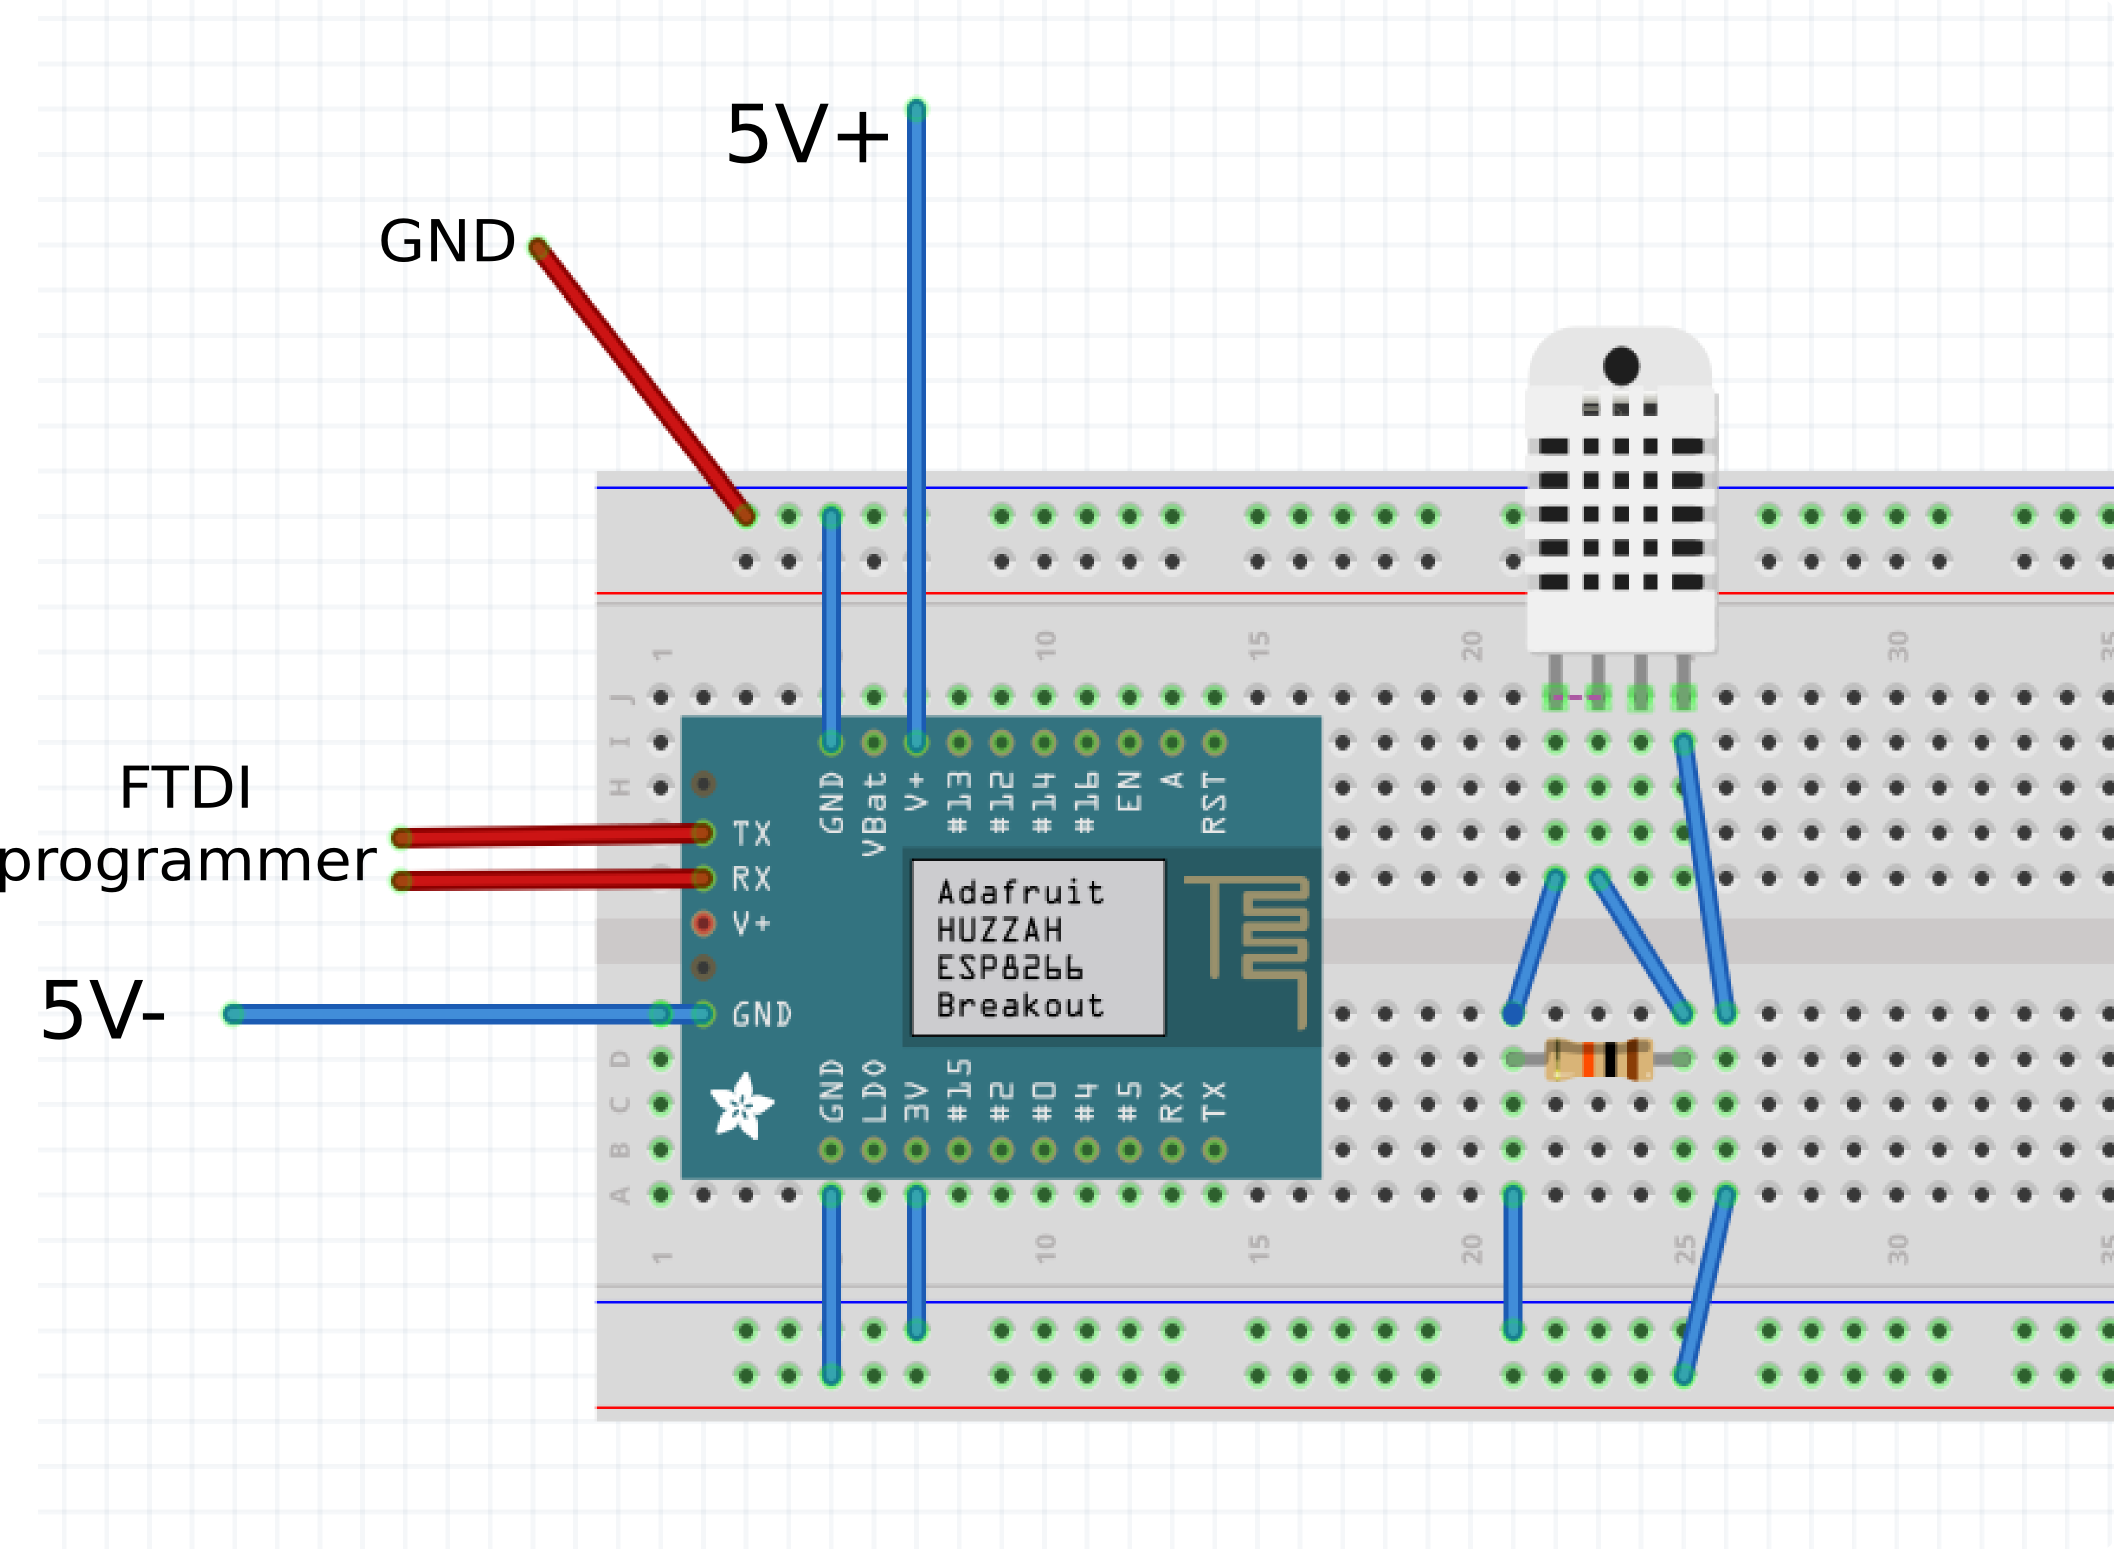 5V+
GND
1
10
15
20
30
35
J
I
H
GND
VBat
V+
#13
#12
#14
#16
EN
A
RST
FTDI
programmer
TX
RX
V+
GND
Adafruit
HUZZAH
ESP8266
Breakout
5V-
D
C
B
A
GND
LDO
3V
#15
#2
#0
#4
#5
RX
TX
1
10
15
20
25
30
35